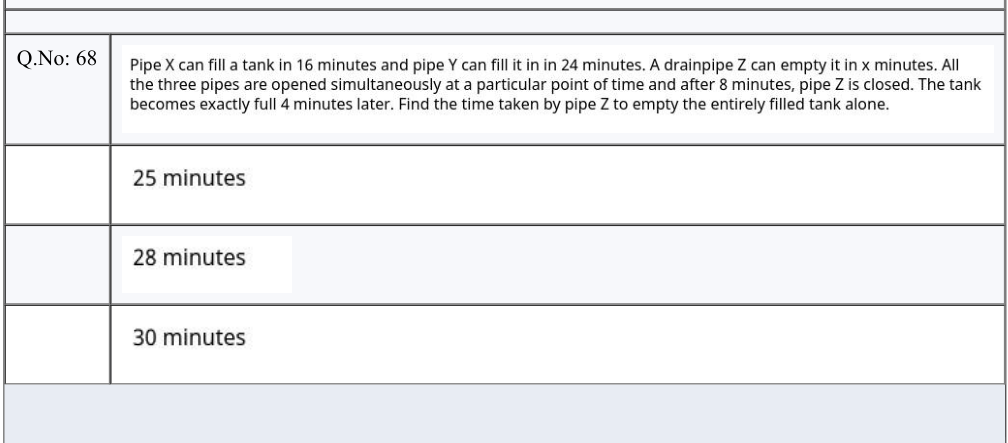 Q.No: 68
Pipe X can fill a tank in 16 minutes and pipe Y can fill it in in 24 minutes. A drainpipe Z can empty it in x minutes. All
the three pipes are opened simultaneously at a particular point of time and after 8 minutes, pipe Z is closed. The tank
becomes exactly full 4 minutes later. Find the time taken by pipe Z to empty the entirely filled tank alone.
25 minutes
28 minutes
30 minutes